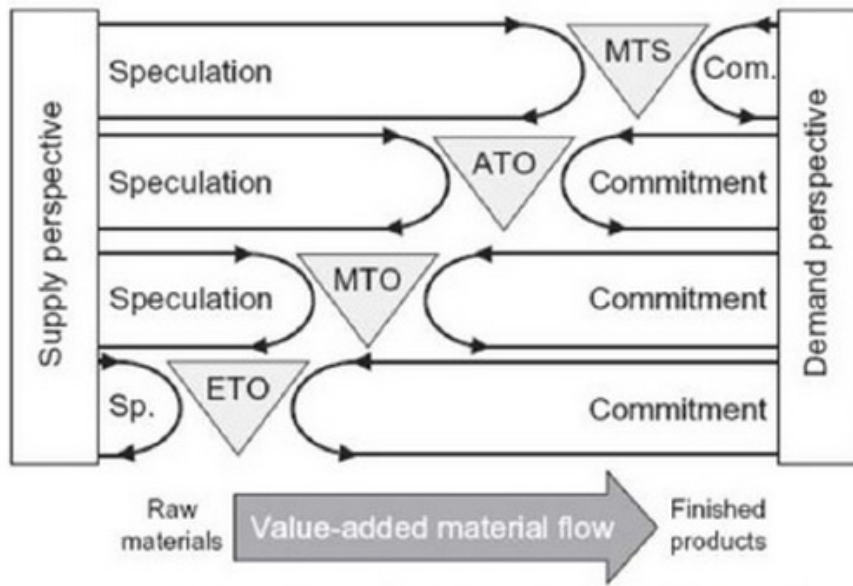 Supply perspective
Speculation
MTS
Com.
Speculation
ATO
Commitment
Speculation
MTO
Commitment
Sp.
ETO
Commitment
Demand perspective
Raw
materials
Value-added material flow
Finished
products